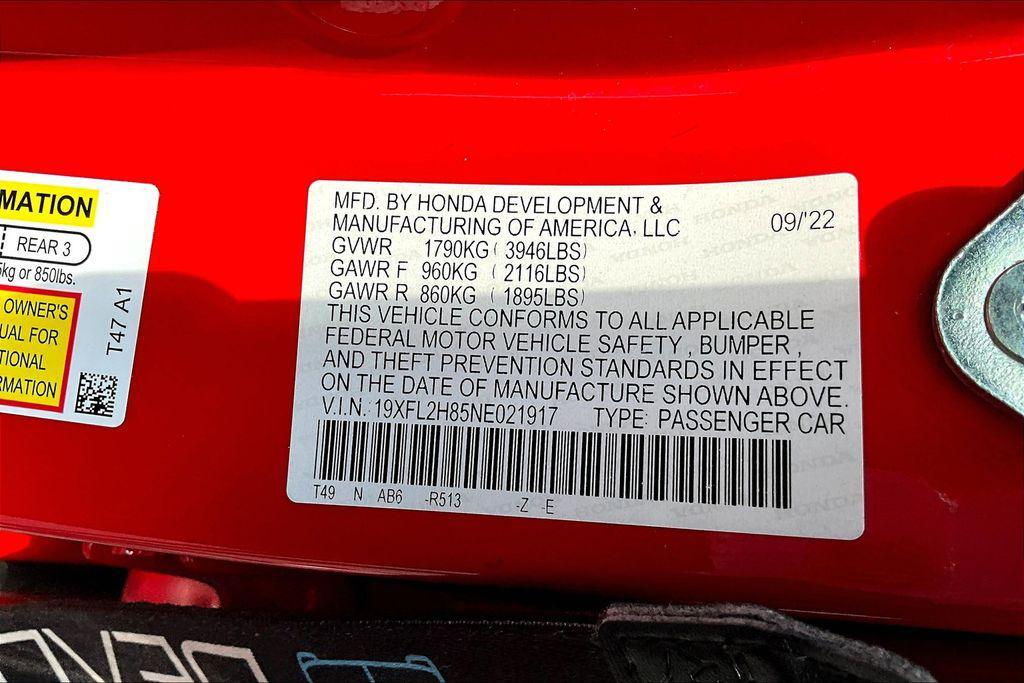 MATION
REAR 3
5kg or 850lbs.
OWNER'S
UAL FOR
TIONAL
RMATION
T47 A1
MFD. BY HONDA DEVELOPMENT &
MANUFACTURING OF AMERICA, LLC 09/'22
GVWR 1790KG ( 3946LBS)
GAWR F 960KG ( 2116LBS)
GAWR R 860KG ( 1895LBS)
THIS VEHICLE CONFORMS TO ALL APPLICABLE
FEDERAL MOTOR VEHICLE SAFETY , BUMPER ,
AND THEFT PREVENTION STANDARDS IN EFFECT
ON THE DATE OF MANUFACTURE SHOWN ABOVE.
V.I.N.: 19XFL2H85NE021917 TYPE: PASSENGER CAR
T49 N AB6 -R513 -Z -E